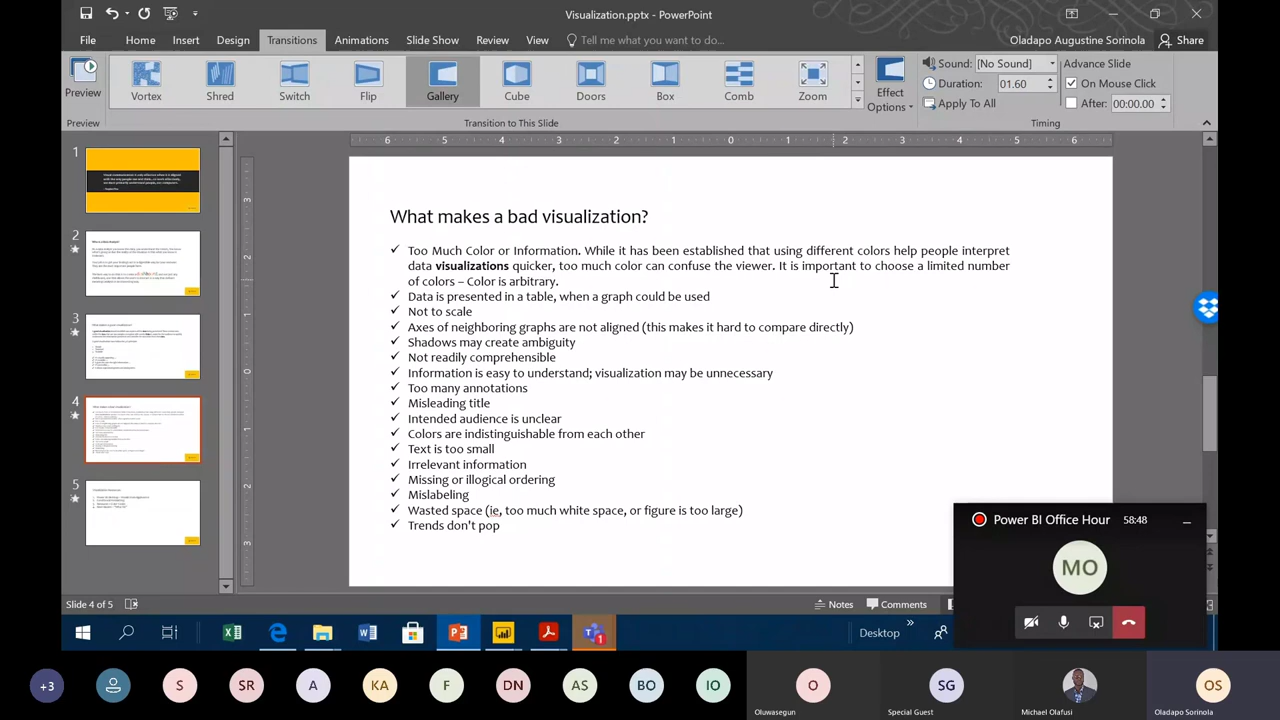 Visualization.pptx - PowerPoint
File Home Insert Design Transitions Animations Slide Show Review View Tell me what you want to do... Oladapo Augustine Sorinola Share
Preview Vortex Shred Switch Flip Gallery Cube Doors Box Comb Zoom Effect Options
Sound: [No Sound] Advance Slide
Duration: 01.60 On Mouse Click
Apply To All After: 00:00.00
Preview Transition to This Slide Timing
1
2
3
4
5
What makes a bad visualization?
Too Much Color or Information With it has been established that using different colors help people interpret
data visualizations quicker, too much color can confuse the viewer. It is important to choose a limited number
of colors – Color is arbitrary.
Data is presented in a table, when a graph could be used
Not to scale
Axes of neighboring graphs are not aligned (this makes it hard to compare fairly)
Shadows may create ambiguity
Not readily comprehensible
Information is easy to understand; visualization may be unnecessary
Too many annotations
Misleading title
Intended audience is unclear
Colors are indistinguishable from each other
Text is too small
Irrelevant information
Missing or illogical ordering
Mislabeling
Wasted space (ie, too much white space, or figure is too large)
Trends don't pop
Power BI Office Hour 58:48
MO
Slide 4 of 5 Notes Comments
Desktop
+3 S SR A KA F DN AS BO IO O SG OS
Oluwasegun Special Guest Michael Olafusi Oladapo Sorinola